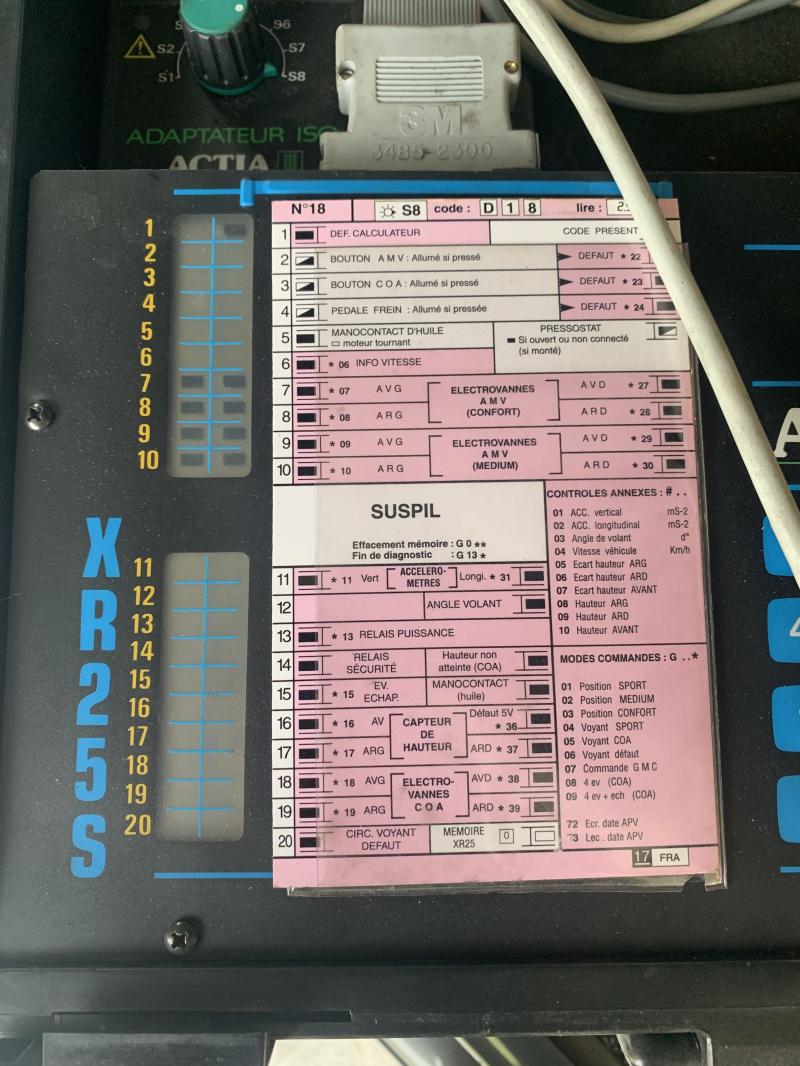 S6
S2
S7
S1
S8
ADAPTATEUR ISO
ACTIA
3M
3485-2300
N°18 S8 code : D 1 8 lire :
1 DEF. CALCULATEUR CODE PRESENT
2 BOUTON A M V : Allumé si pressé DEFAUT * 22
3 BOUTON C O A : Allumé si pressé DEFAUT * 23
4 PEDALE FREIN : Allumé si pressée DEFAUT * 24
5 MANOCONTACT D'HUILE PRESSOSTAT
moteur tournant Si ouvert ou non connecté
(si monté)
6 * 06 INFO VITESSE
7 * 07 A V G ELECTROVANNES A V D * 27
A M V
8 * 08 A R G (CONFORT) A R D * 28
9 * 09 A V G ELECTROVANNES A V D * 29
A M V
10 * 10 A R G (MEDIUM) A R D * 30
SUSPIL
Effacement mémoire : G 0 **
Fin de diagnostic : G 13 *
CONTROLES ANNEXES : # . .
01 ACC. vertical mS-2
02 ACC. longitudinal mS-2
03 Angle de volant d°
04 Vitesse véhicule Km/h
05 Ecart hauteur ARG
06 Ecart hauteur ARD
07 Ecart hauteur AVANT
08 Hauteur ARG
09 Hauteur ARD
10 Hauteur AVANT
11 * 11 Vert ACCELERO- Longi. * 31
METRES
12 ANGLE VOLANT
13 * 13 RELAIS PUISSANCE
14 RELAIS Hauteur non
SÉCURITÉ atteinte (COA)
15 * 15 EV. MANOCONTACT
ECHAP. (huile)
16 * 16 AV CAPTEUR Défaut 5V
DE * 36
17 * 17 ARG HAUTEUR ARD * 37
18 * 18 AVG ELECTRO- AVD * 38
VANNES
19 * 19 ARG C O A ARD * 39
20 CIRC. VOYANT MEMOIRE 0
DEFAUT XR25
MODES COMMANDES : G . . *
01 Position SPORT
02 Position MEDIUM
03 Position CONFORT
04 Voyant SPORT
05 Voyant COA
06 Voyant défaut
07 Commande G M C
08 4 ev (COA)
09 4 ev + ech (COA)
72 Ecr. date APV
73 Lec . date APV
17 FRA
1
2
3
4
5
6
7
8
9
10
XR25S
11
12
13
14
15
16
17
18
19
20
A
4